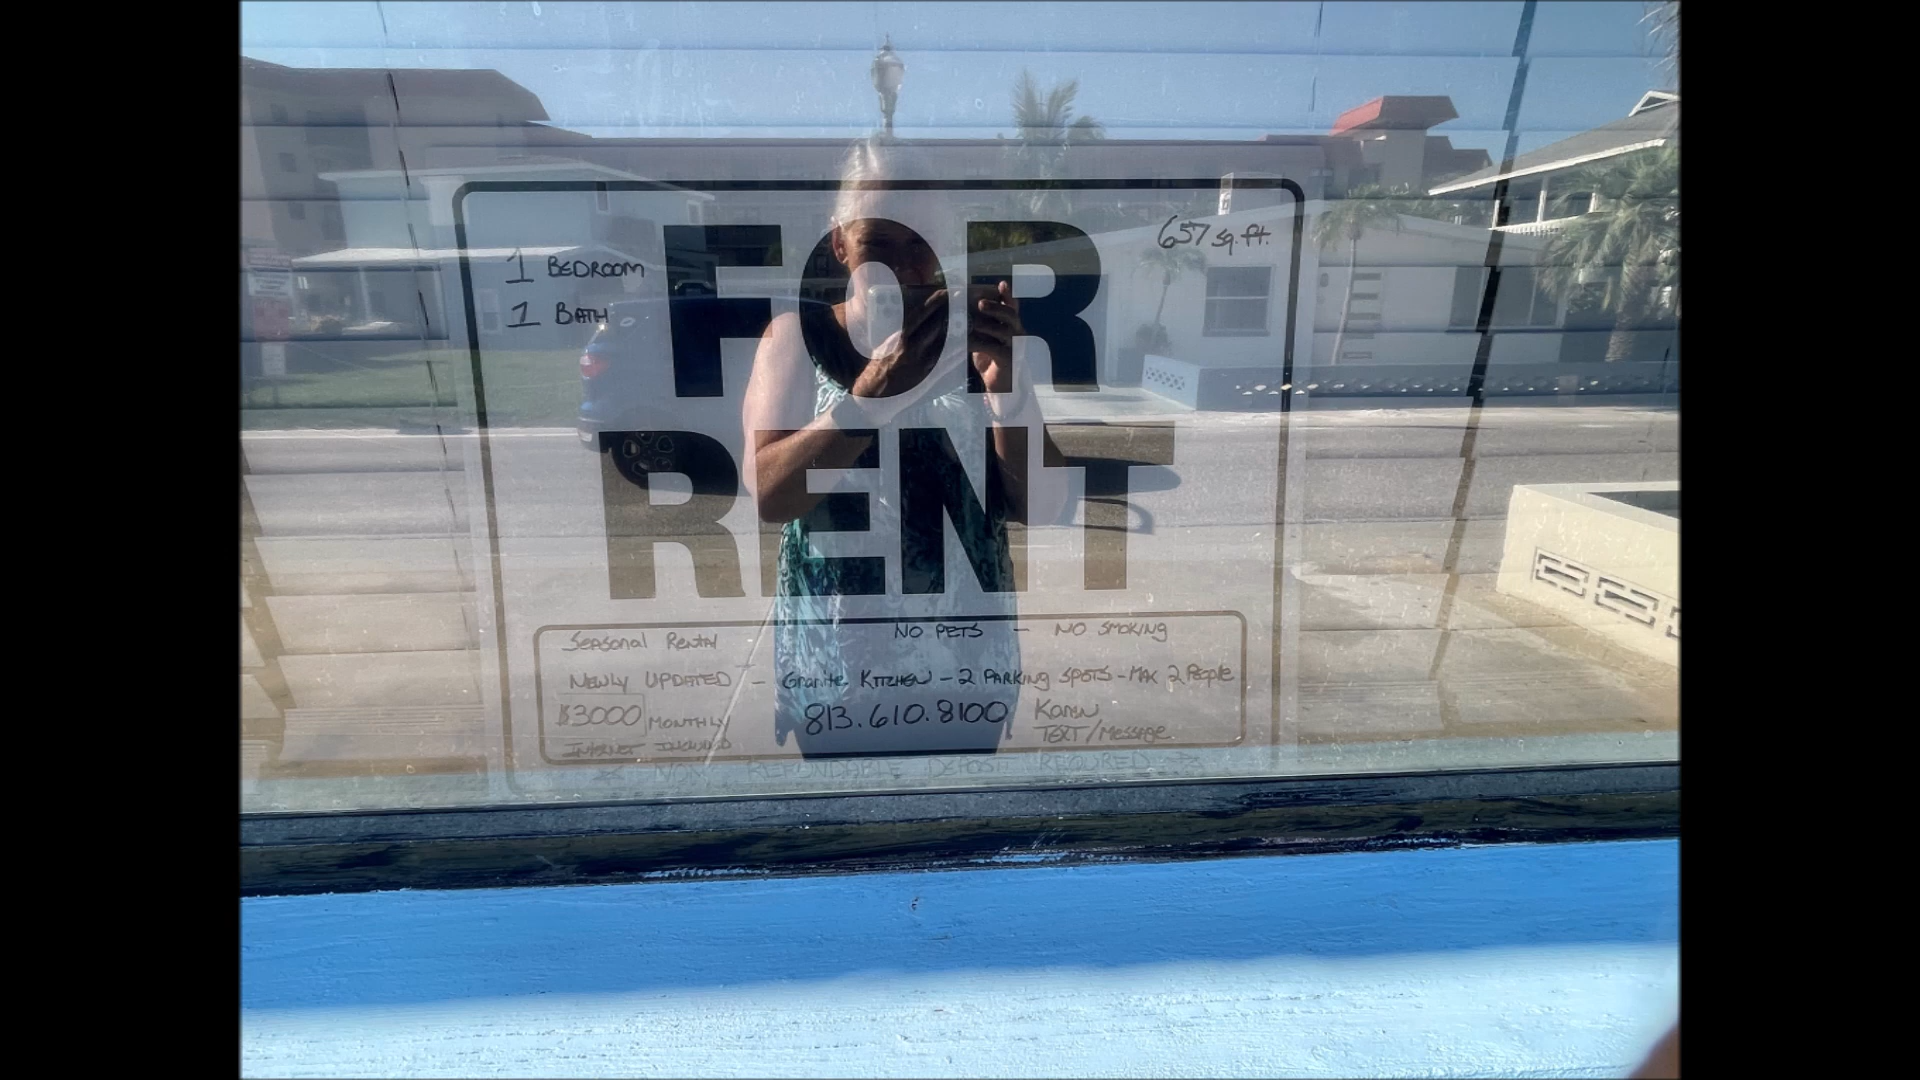 1 BEDROOM
1 BATH
657 sq. ft.
FOR
RENT
Seasonal Rental
NO PETS - NO SMOKING
NEWLY UPDATED - Granite KITCHEN - 2 PARKING SPOTS - MAX 2 People
$3000 MONTHLY
813.610.8100 Karen
TEXT/Message
INTERNET INCLUDED
NON REFUNDABLE DEPOSIT REQUIRED